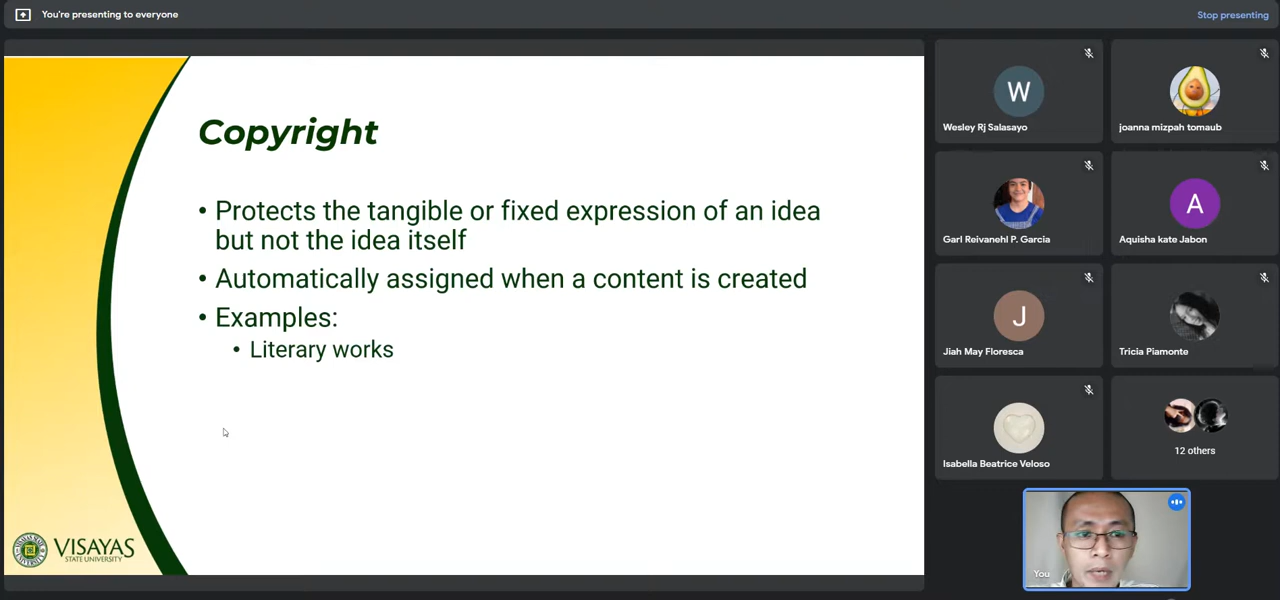 You're presenting to everyone
Stop presenting
Copyright
• Protects the tangible or fixed expression of an idea
but not the idea itself
• Automatically assigned when a content is created
• Examples:
• Literary works
VISAYAS
STATE UNIVERSITY
W
Wesley Rj Salasayo
joanna mizpah tomaub
Garl Reivanehl P. Garcia
A
Aquisha kate Jabon
J
Jiah May Floresca
Tricia Piamonte
Isabella Beatrice Veloso
12 others
You